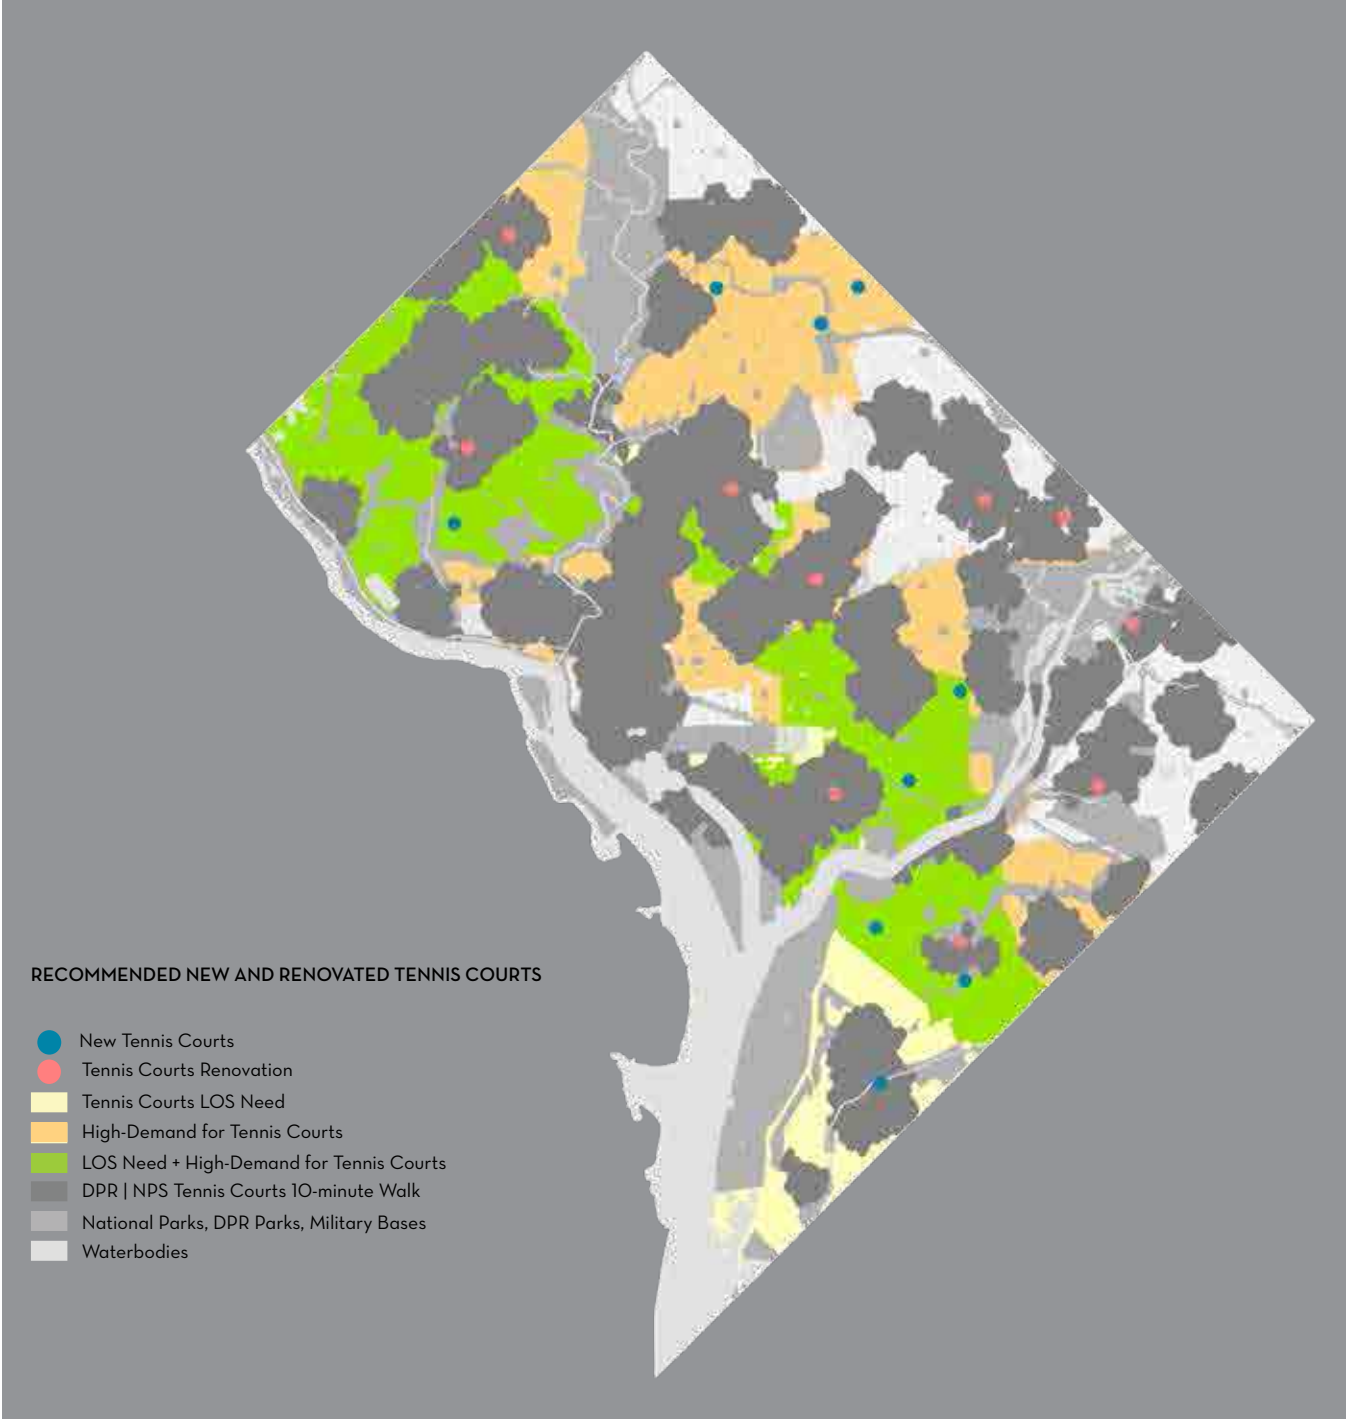 RECOMMENDED NEW AND RENOVATED TENNIS COURTS
New Tennis Courts
Tennis Courts Renovation
Tennis Courts LOS Need
High-Demand for Tennis Courts
LOS Need + High-Demand for Tennis Courts
DPR | NPS Tennis Courts 10-minute Walk
National Parks, DPR Parks, Military Bases
Waterbodies